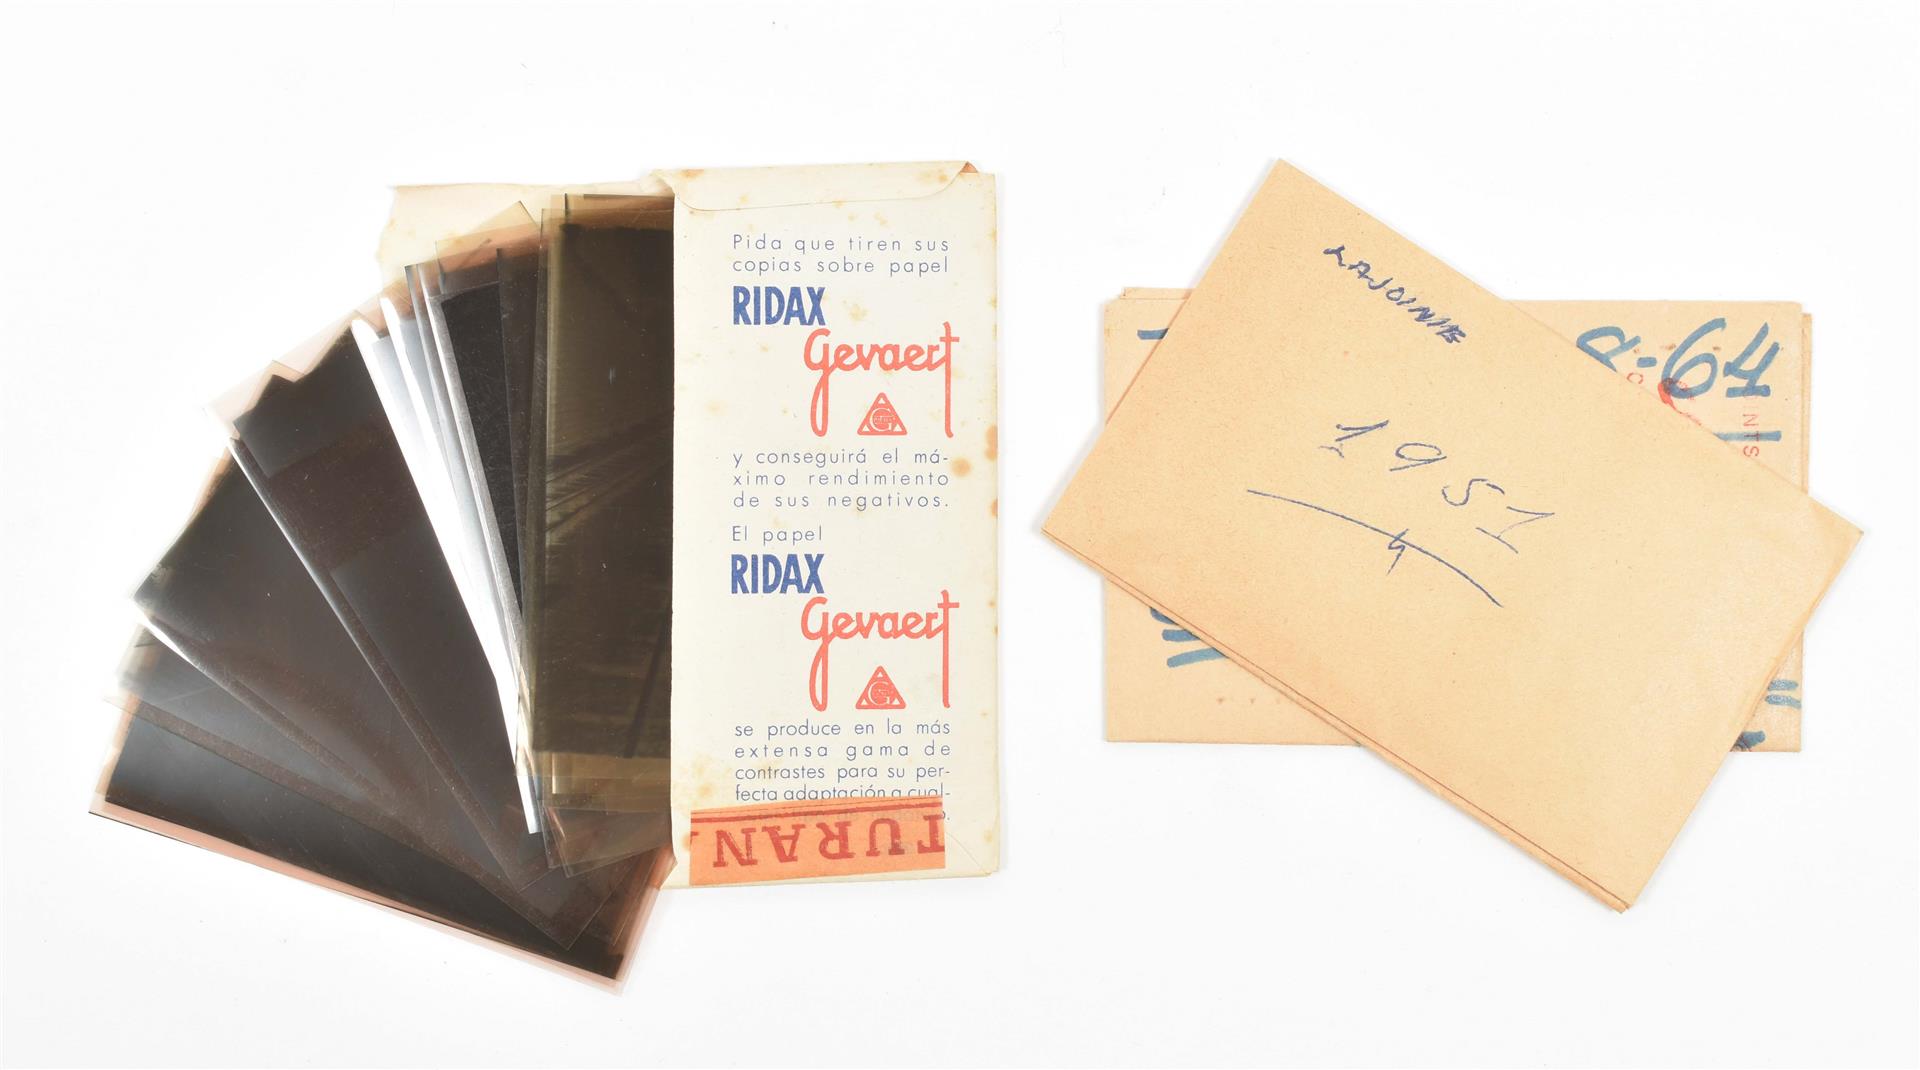 Pida que tiren sus
copias sobre papel
RIDAX
Gevaert
G
y conseguirá el má-
ximo rendimiento
de sus negativos.
El papel
RIDAX
Gevaert
G
se produce en la más
extensa gama de
contrastes para su per-
fecta adaptación a cual-
TURAN
LAJOINIE
1951
a-64